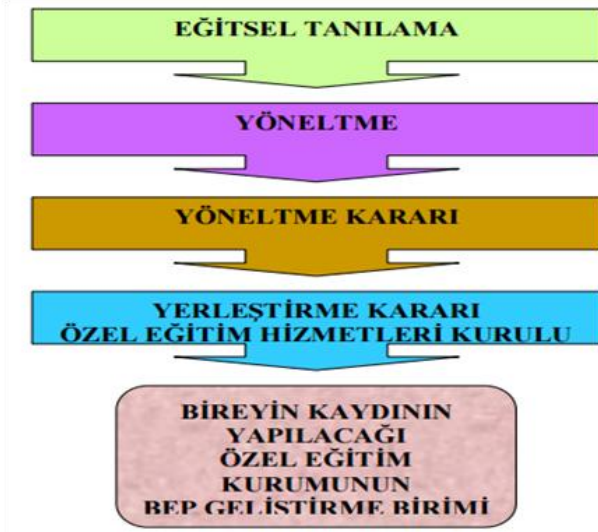 EĞİTSEL TANILAMA
YÖNELTME
YÖNELTME KARARI
YERLEŞTİRME KARARI
ÖZEL EĞİTİM HİZMETLERİ KURULU
BİREYİN KAYDININ
YAPILACAĞI
ÖZEL EĞİTİM
KURUMUNUN
BEP GELİŞTİRME BİRİMİ